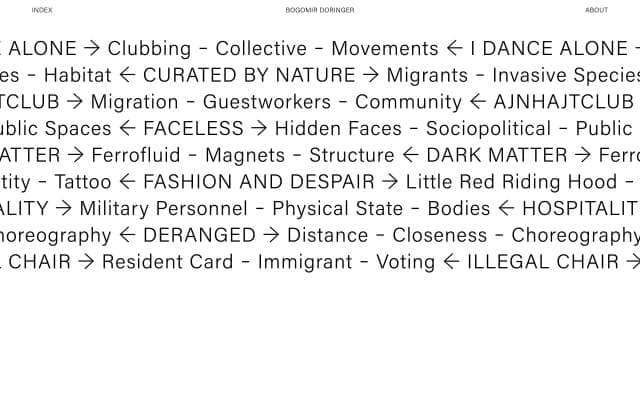 INDEX
BOGOMIR DORINGER
ABOUT
ALONE → Clubbing – Collective – Movements ← I DANCE ALONE –
es – Habitat ← CURATED BY NATURE → Migrants – Invasive Species
TCLUB → Migration – Guestworkers – Community ← AJNHAJTCLUB
ublic Spaces ← FACELESS → Hidden Faces – Sociopolitical – Public
ATTER → Ferrofluid – Magnets – Structure ← DARK MATTER → Ferro
tity – Tattoo ← FASHION AND DESPAIR → Little Red Riding Hood –
ALITY → Military Personnel – Physical State – Bodies ← HOSPITALIT
horeography ← DERANGED → Distance – Closeness – Choreography
CHAIR → Resident Card – Immigrant – Voting ← ILLEGAL CHAIR →